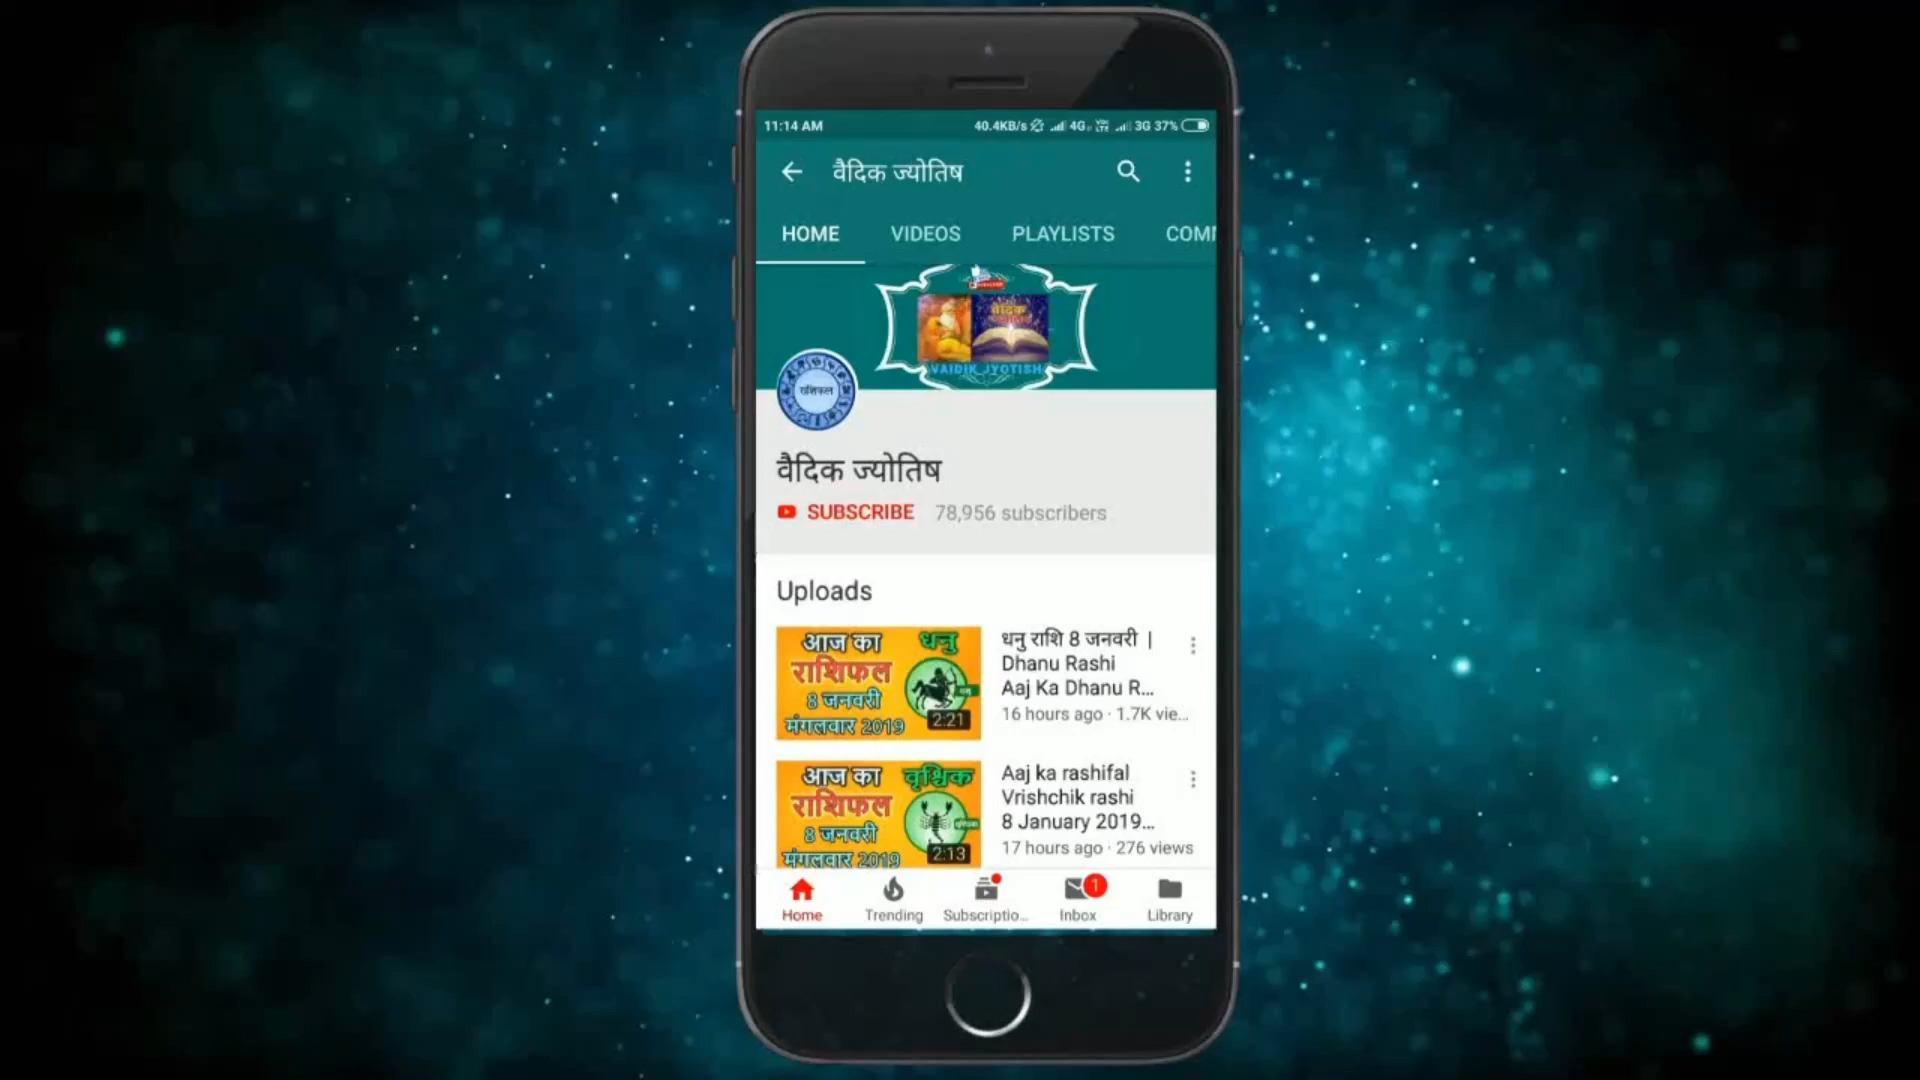 11:14 AM
40.4KB/s 4G VoLTE 3G 37%
वैदिक ज्योतिष
HOME VIDEOS PLAYLISTS COMM
वैदिक
VAIDIK JYOTISH
राशिफल
वैदिक ज्योतिष
SUBSCRIBE 78,956 subscribers
Uploads
आज का धनु
राशिफल
8 जनवरी
मंगलवार 2019
2:21
धनु राशि 8 जनवरी |
Dhanu Rashi
Aaj Ka Dhanu R...
16 hours ago · 1.7K vie...
आज का वृश्चिक
राशिफल
8 जनवरी
मंगलवार 2019
2:13
Aaj ka rashifal
Vrishchik rashi
8 January 2019...
17 hours ago · 276 views
1
Home Trending Subscriptio... Inbox Library